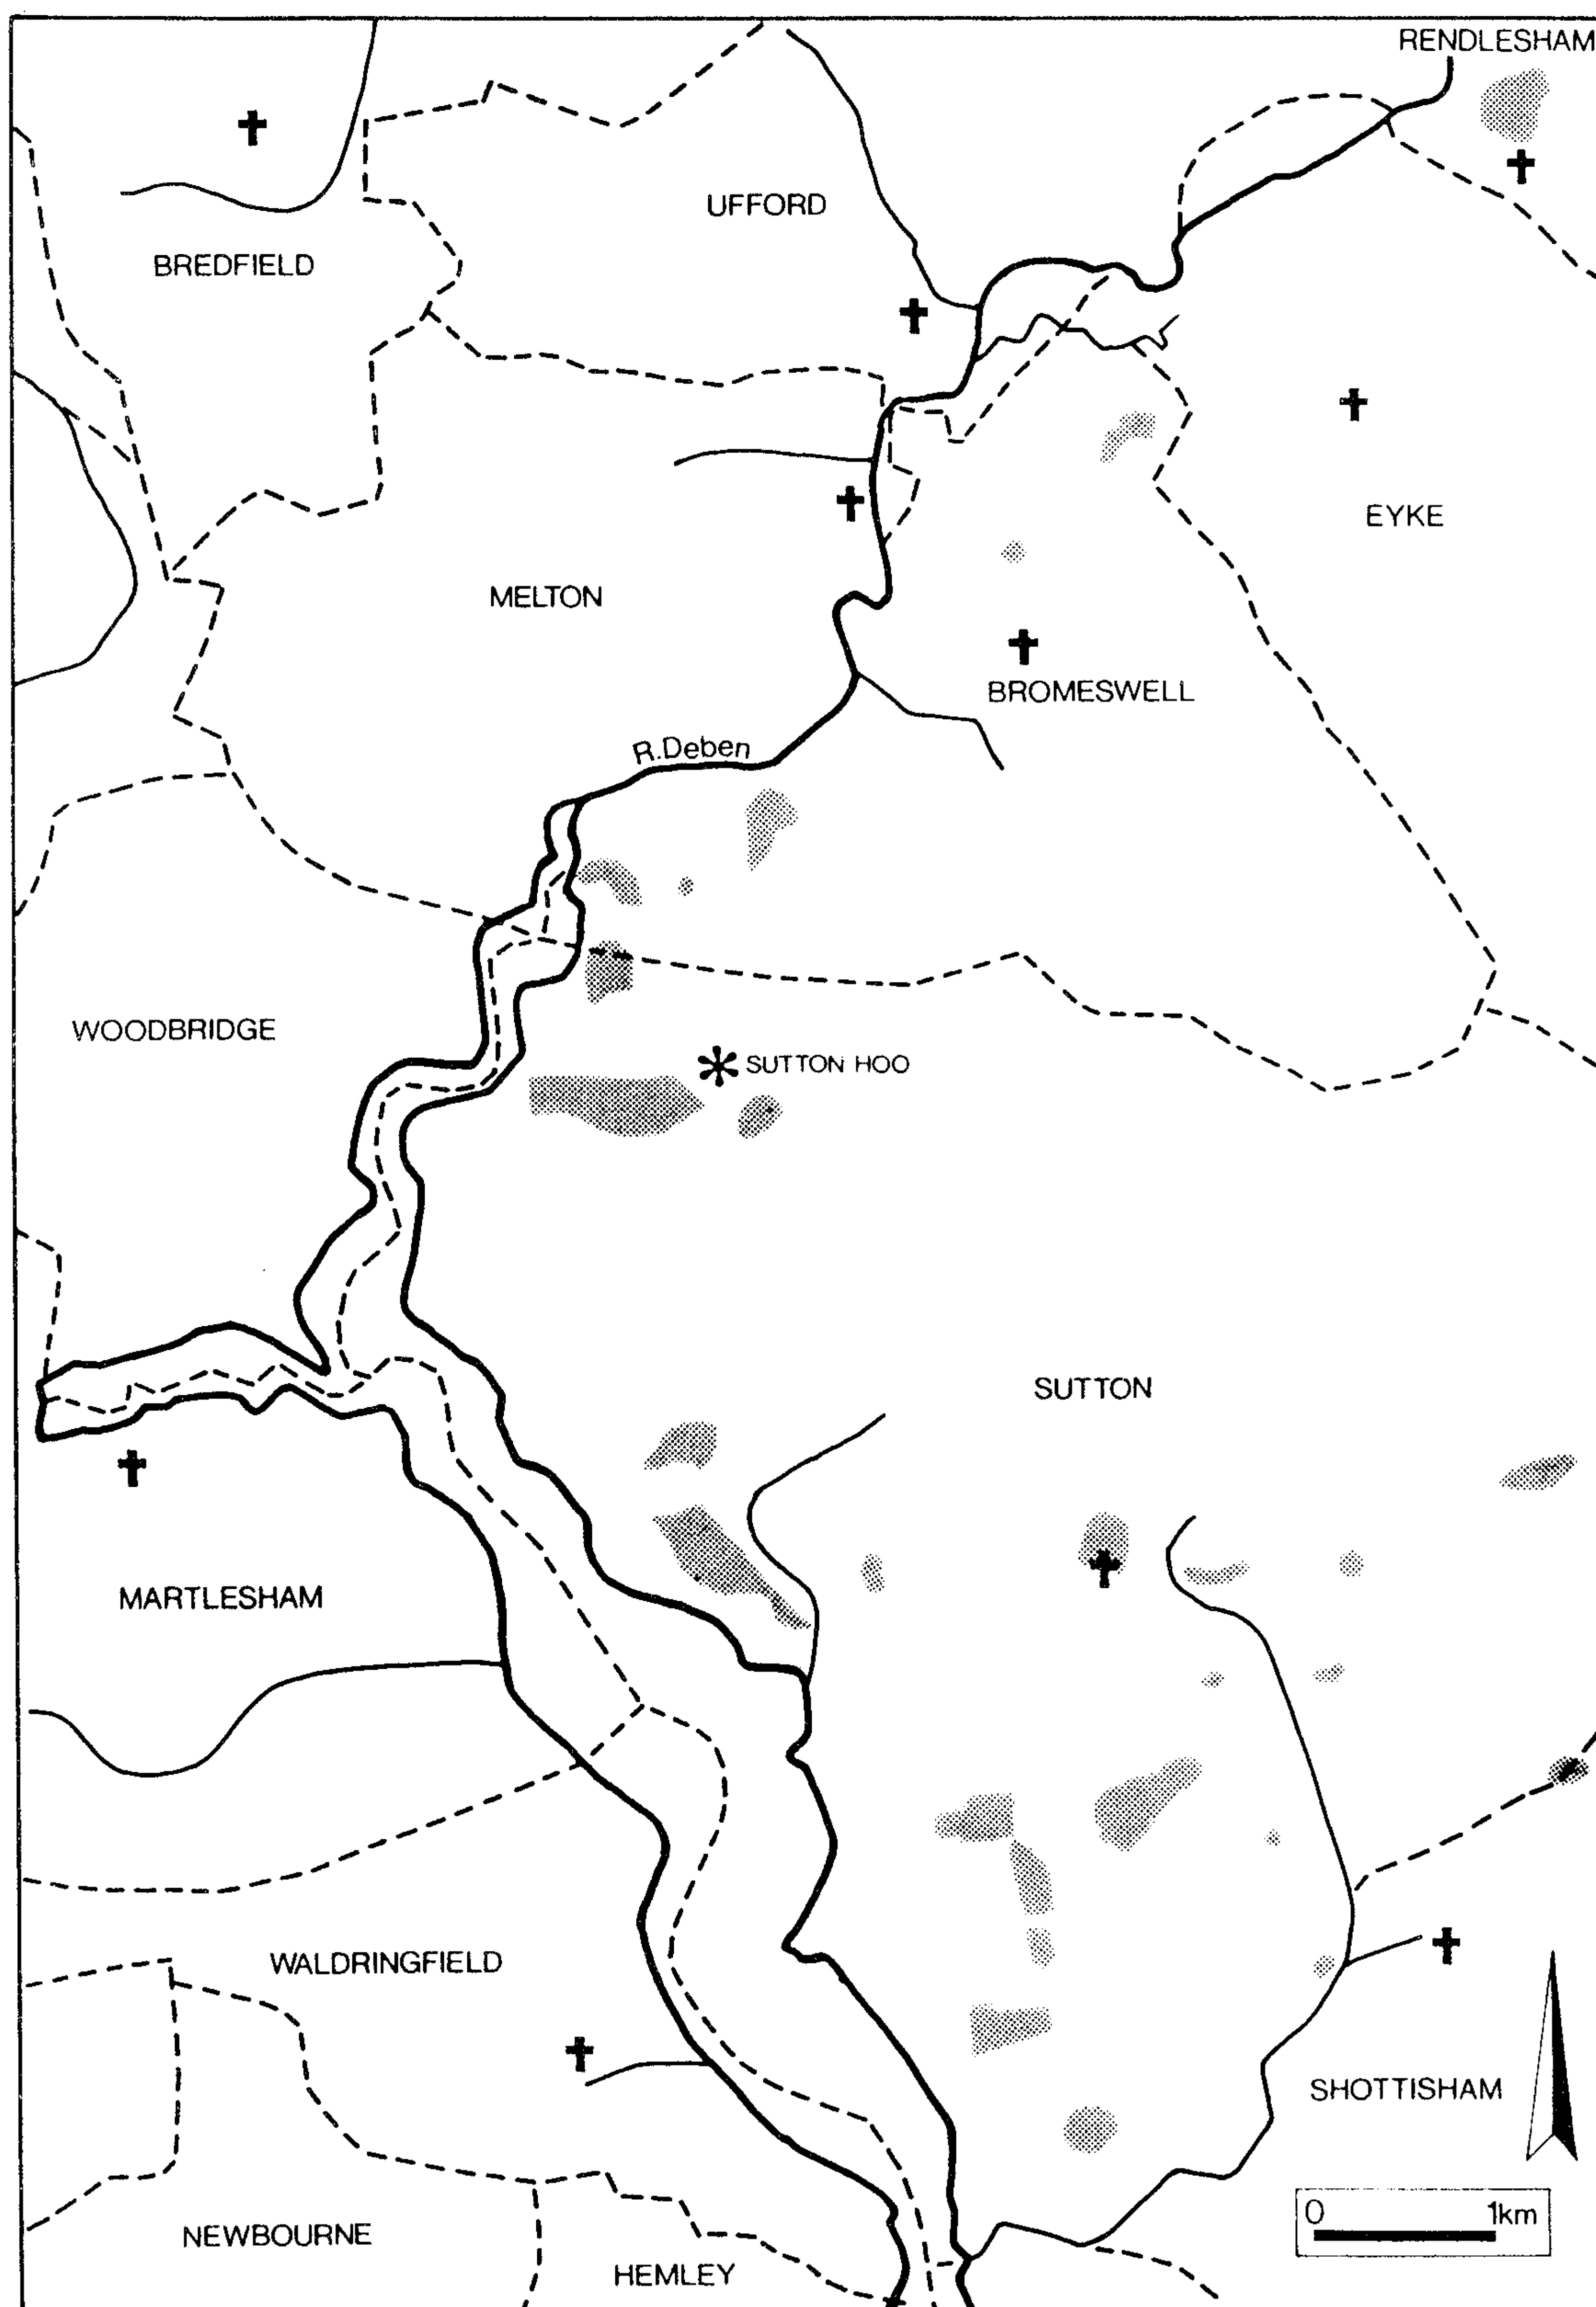 RENDLESHAM
UFFORD
BREDFIELD
EYKE
MELTON
BROMESWELL
R.Deben
WOODBRIDGE
SUTTON HOO
SUTTON
MARTLESHAM
WALDRINGFIELD
SHOTTISHAM
0 1km
NEWBOURNE
HEMLEY